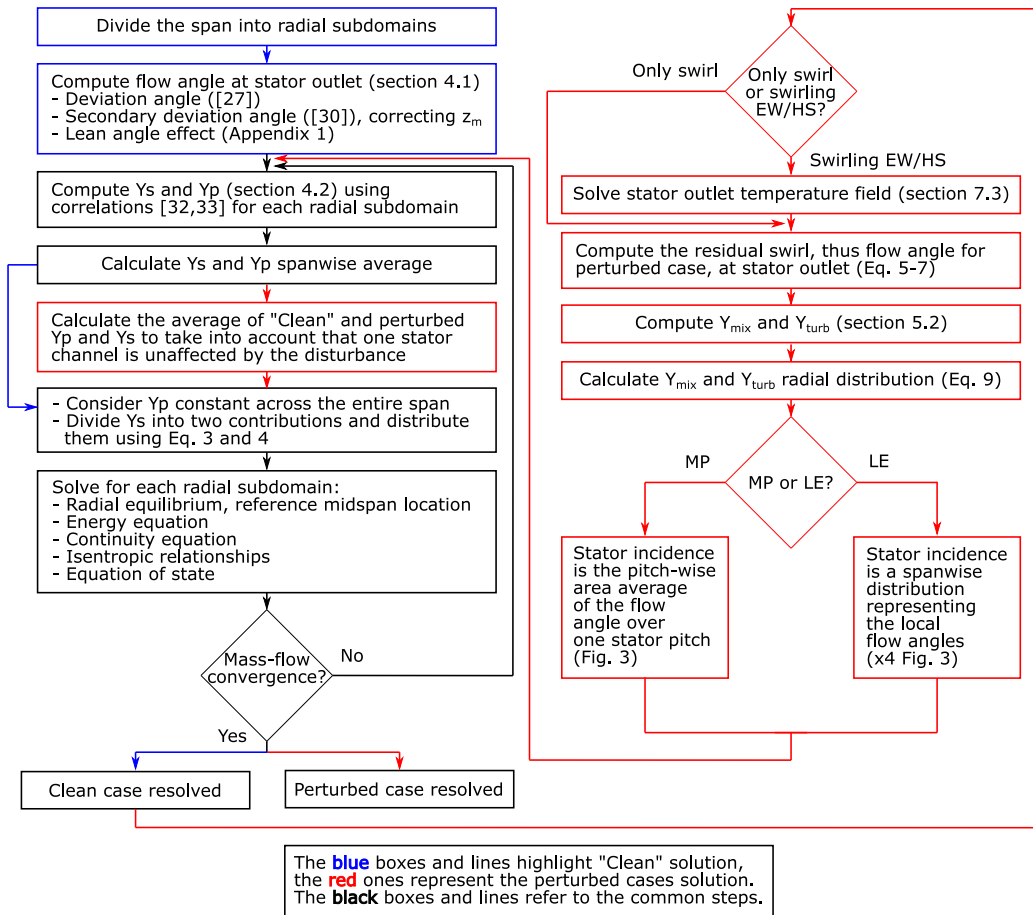 Divide the span into radial subdomains
Compute flow angle at stator outlet (section 4.1)
- Deviation angle ([27])
- Secondary deviation angle ([30]), correcting zm
- Lean angle effect (Appendix 1)
Compute Ys and Yp (section 4.2) using
correlations [32,33] for each radial subdomain
Calculate Ys and Yp spanwise average
Calculate the average of "Clean" and perturbed
Yp and Ys to take into account that one stator
channel is unaffected by the disturbance
- Consider Yp constant across the entire span
- Divide Ys into two contributions and distribute
them using Eq. 3 and 4
Solve for each radial subdomain:
- Radial equilibrium, reference midspan location
- Energy equation
- Continuity equation
- Isentropic relationships
- Equation of state
Mass-flow
convergence?
No
Yes
Clean case resolved
Perturbed case resolved
Only swirl
Only swirl
or swirling
EW/HS?
Swirling EW/HS
Solve stator outlet temperature field (section 7.3)
Compute the residual swirl, thus flow angle for
perturbed case, at stator outlet (Eq. 5-7)
Compute Ymix and Yturb (section 5.2)
Calculate Ymix and Yturb radial distribution (Eq. 9)
MP
MP or LE?
LE
Stator incidence
is the pitch-wise
area average
of the flow
angle over
one stator pitch
(Fig. 3)
Stator incidence
is a spanwise
distribution
representing
the local
flow angles
(x4 Fig. 3)
The blue boxes and lines highlight "Clean" solution,
the red ones represent the perturbed cases solution.
The black boxes and lines refer to the common steps.